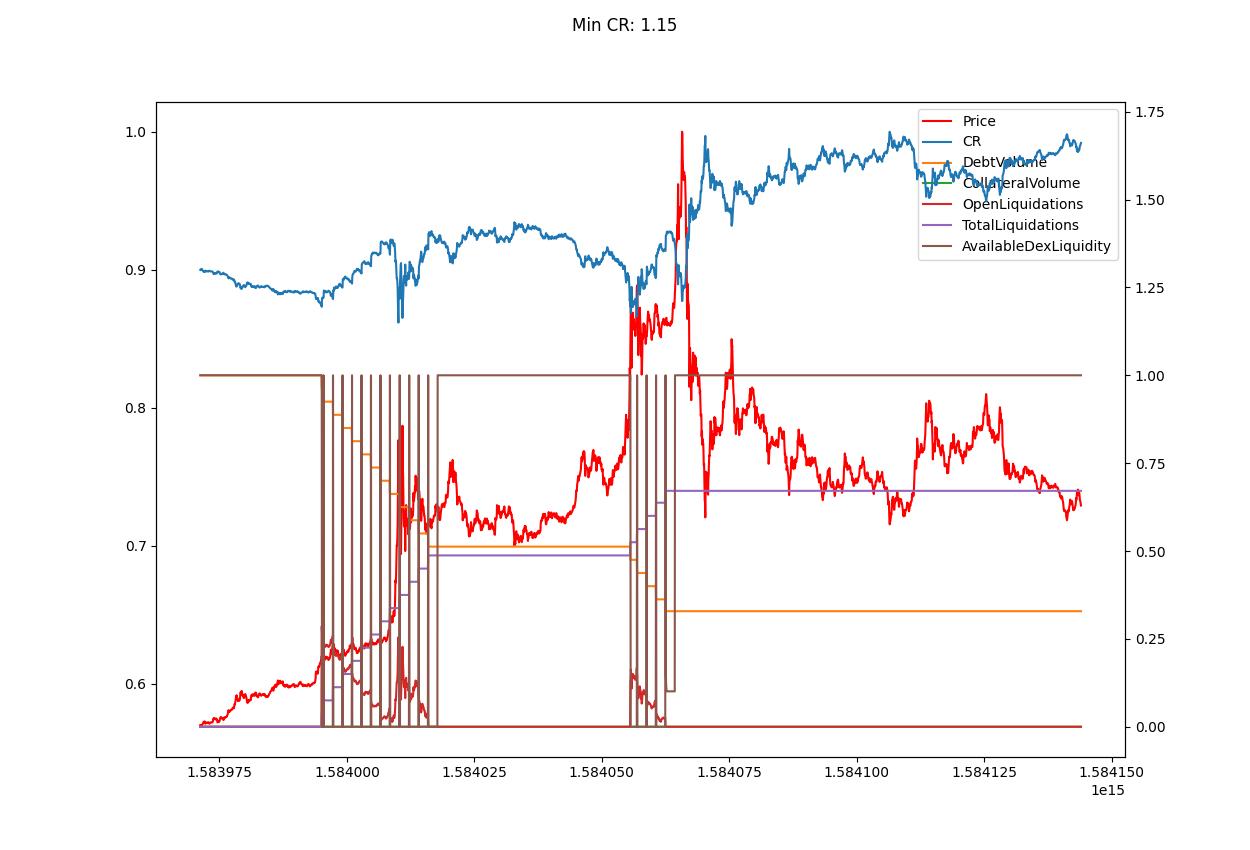 Min CR: 1.15
1.0
0.9
0.8
0.7
0.6
1.75
1.50
1.25
1.00
0.75
0.50
0.25
0.00
Price
CR
DebtVolume
CollateralVolume
OpenLiquidations
TotalLiquidations
AvailableDexLiquidity
1.583975 1.584000 1.584025 1.584050 1.584075 1.584100 1.584125 1.584150
1e15